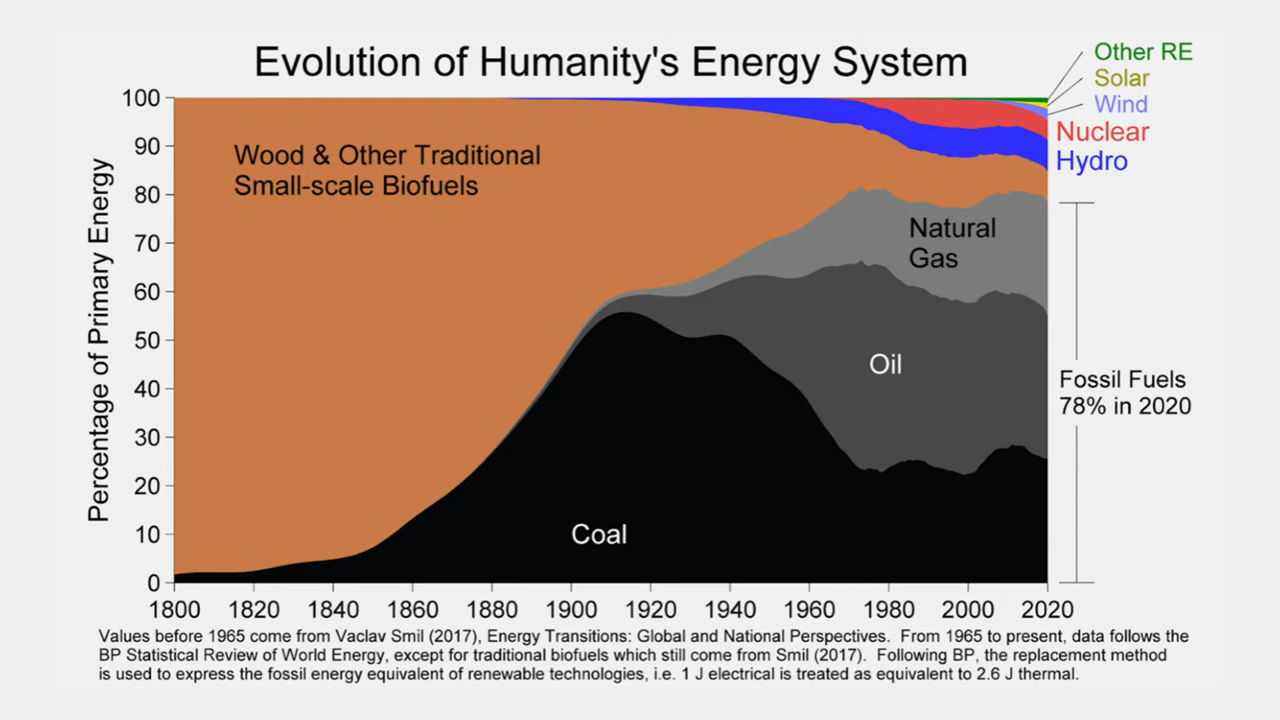 Evolution of Humanity's Energy System
Other RE
Solar
Wind
Nuclear
Hydro
100
90
80
70
60
50
40
30
20
10
0
Percentage of Primary Energy
Wood & Other Traditional
Small-scale Biofuels
Natural
Gas
Oil
Coal
Fossil Fuels
78% in 2020
1800 1820 1840 1860 1880 1900 1920 1940 1960 1980 2000 2020
Values before 1965 come from Vaclav Smil (2017), Energy Transitions: Global and National Perspectives. From 1965 to present, data follows the
BP Statistical Review of World Energy, except for traditional biofuels which still come from Smil (2017). Following BP, the replacement method
is used to express the fossil energy equivalent of renewable technologies, i.e. 1 J electrical is treated as equivalent to 2.6 J thermal.